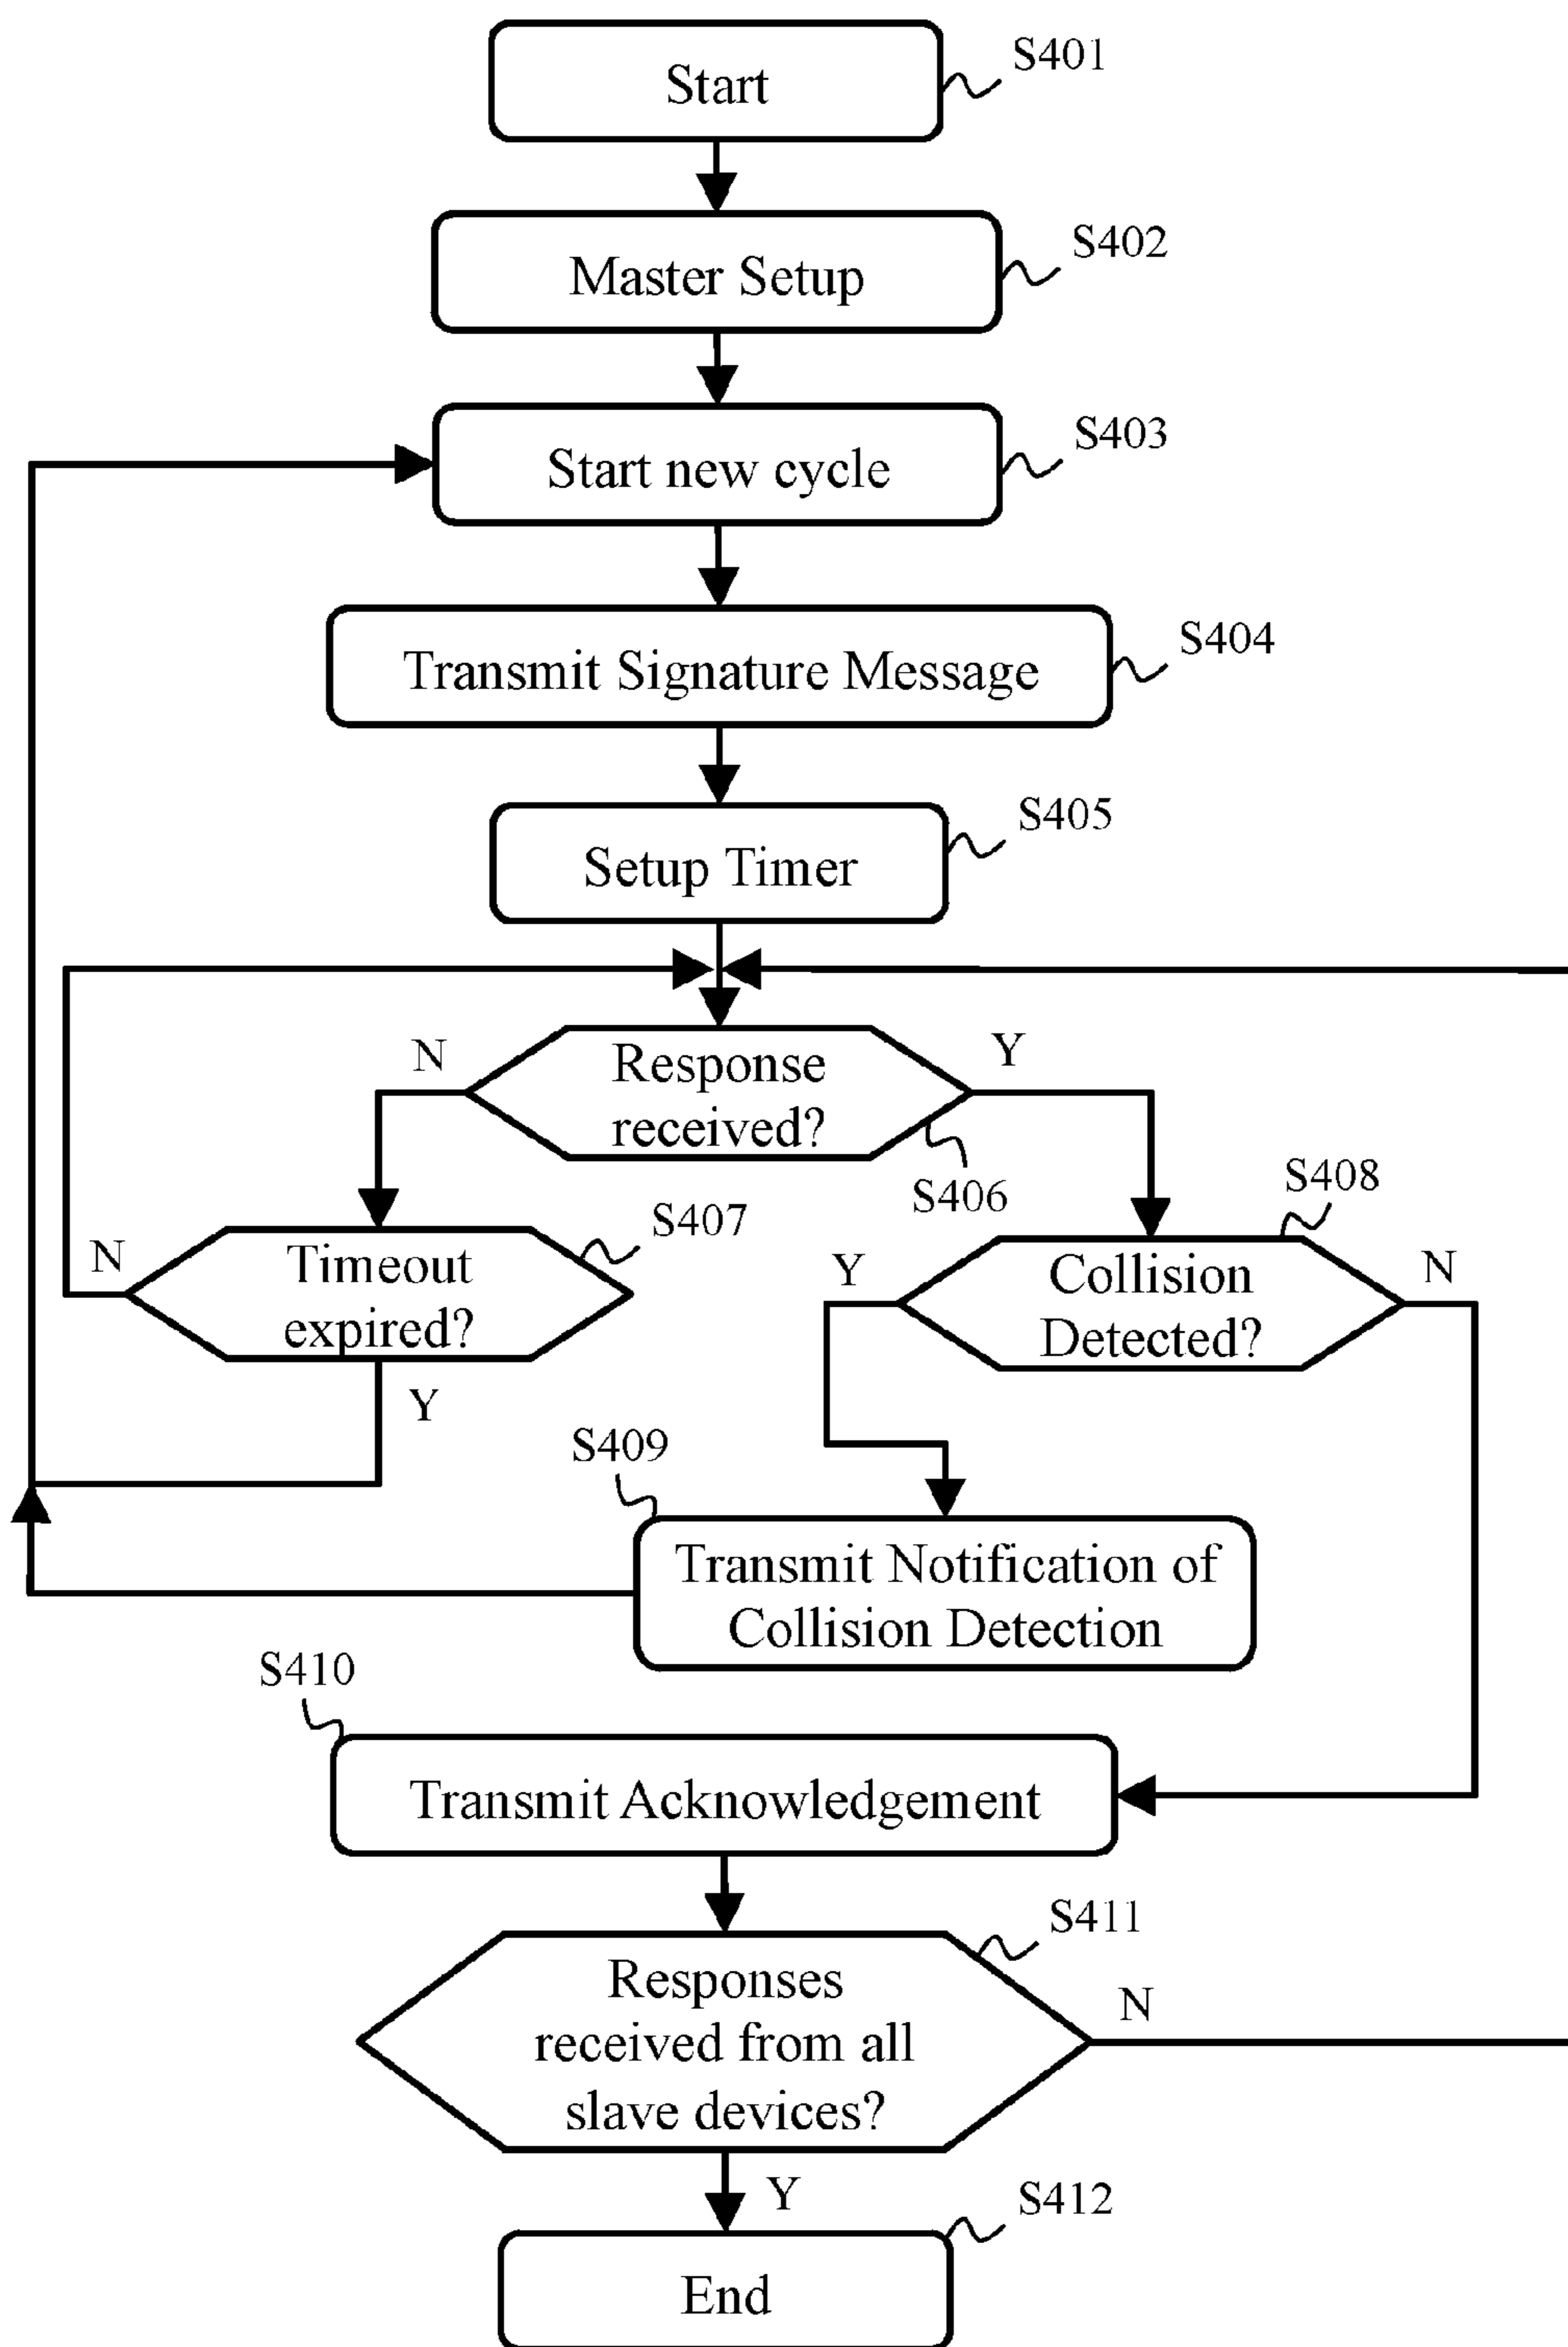 Start
S401
Master Setup
S402
Start new cycle
S403
Transmit Signature Message
S404
Setup Timer
S405
Response
received?
N
Y
S406
Timeout
expired?
S407
N
Y
Collision
Detected?
S408
Y
N
S409
Transmit Notification of
Collision Detection
S410
Transmit Acknowledgement
S411
Responses
received from all
slave devices?
N
Y
S412
End